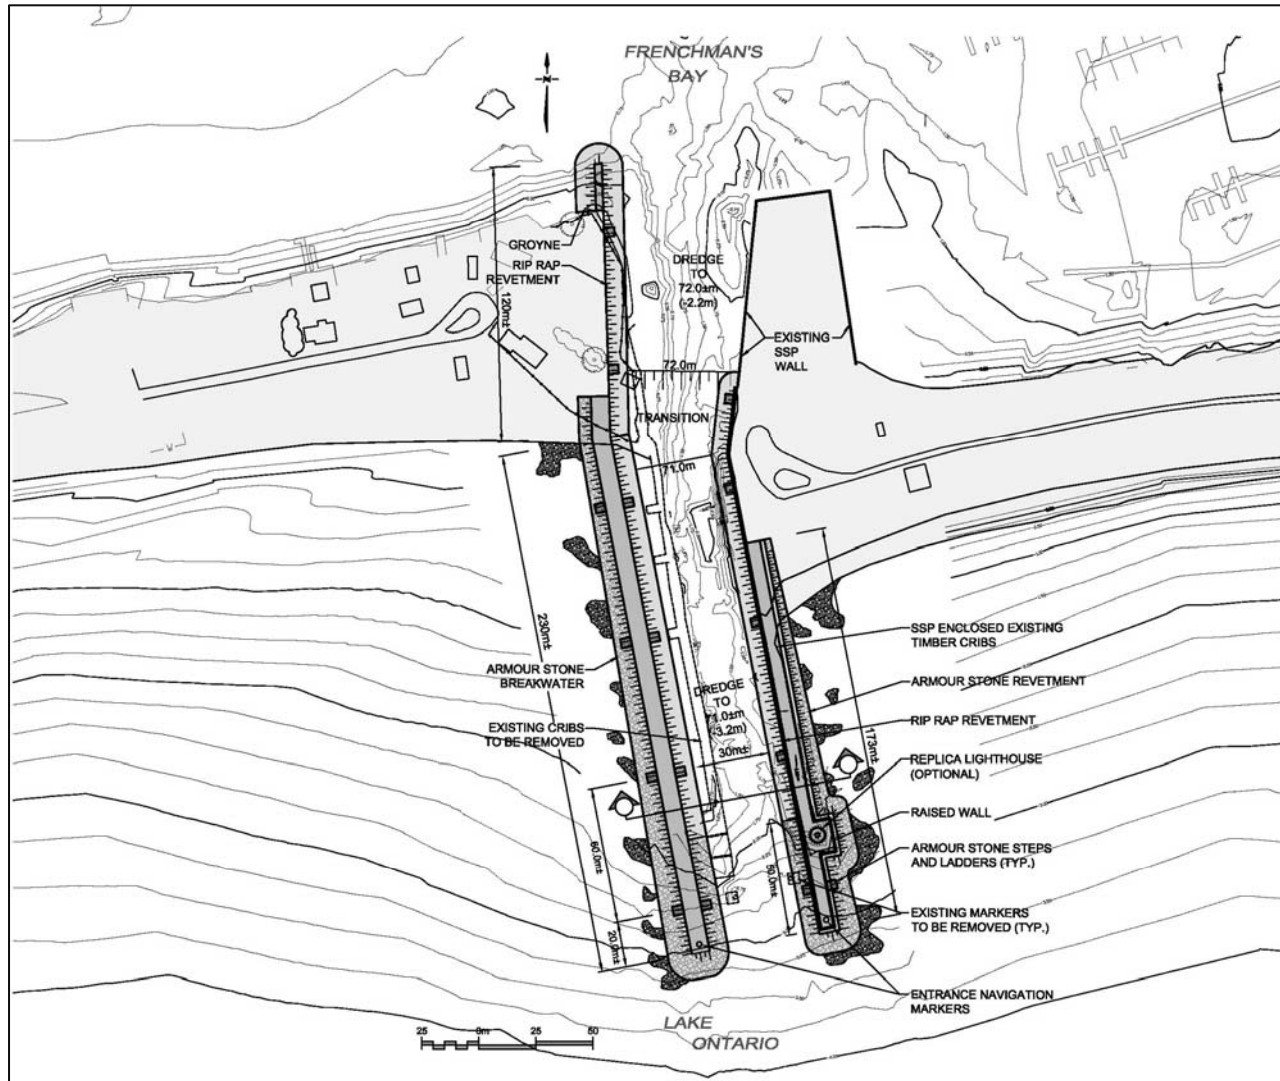 FRENCHMAN'S
BAY
N
GROYNE
RIP RAP
REVETMENT
120m±
DREDGE
TO
72.0±m
(-2.2m)
EXISTING
SSP
WALL
72.0m
TRANSITION
71.0m
230m±
ARMOUR STONE
BREAKWATER
EXISTING CRIBS
TO BE REMOVED
DREDGE
TO
71.0±m
(-3.2m)
30m±
60.0m±
20.0m±
50.0m±
173m±
SSP ENCLOSED EXISTING
TIMBER CRIBS
ARMOUR STONE REVETMENT
RIP RAP REVETMENT
REPLICA LIGHTHOUSE
(OPTIONAL)
RAISED WALL
ARMOUR STONE STEPS
AND LADDERS (TYP.)
EXISTING MARKERS
TO BE REMOVED (TYP.)
ENTRANCE NAVIGATION
MARKERS
25 0m 25 50
LAKE
ONTARIO